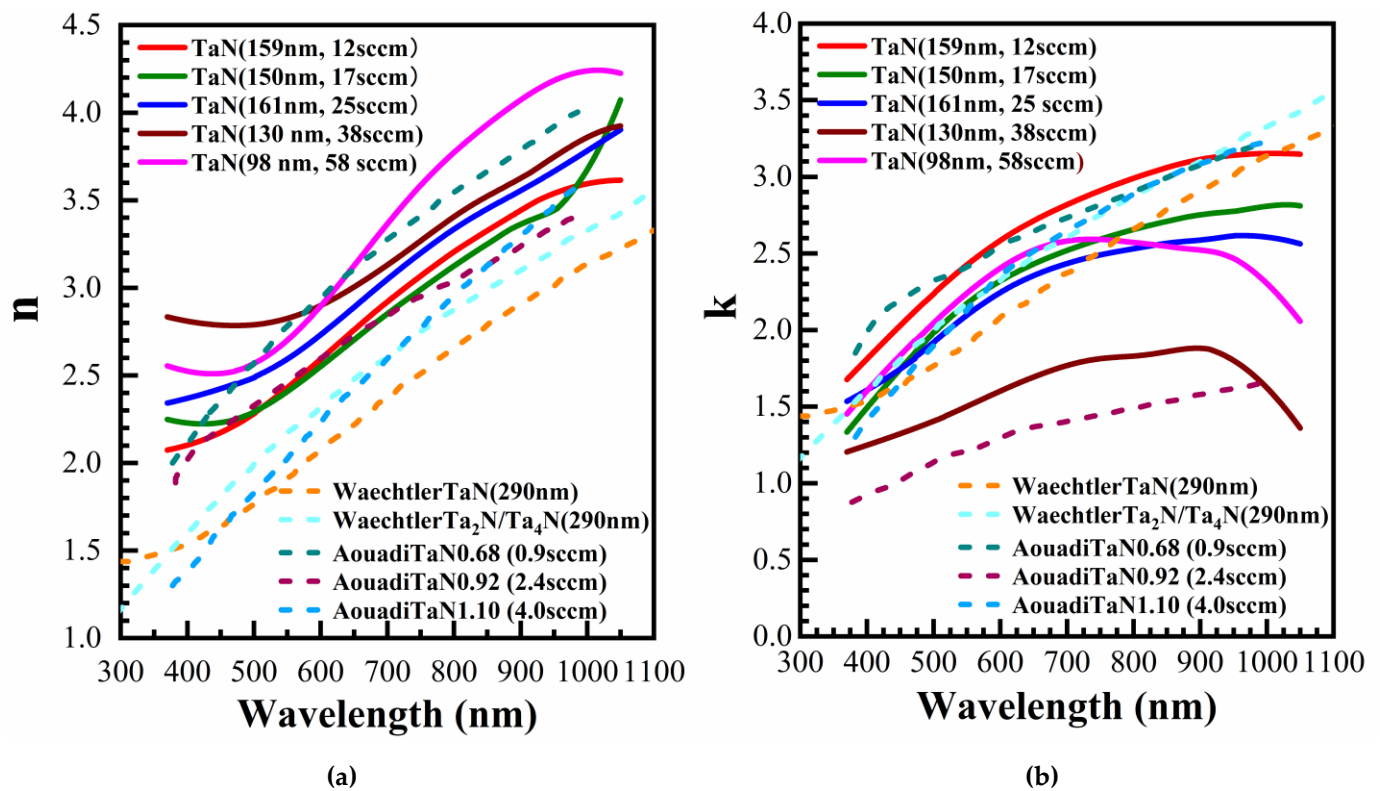 4.5
4.0
3.5
3.0
2.5
2.0
1.5
1.0
n
TaN(159nm, 12sccm）
TaN(150nm, 17sccm）
TaN(161nm, 25sccm）
TaN(130 nm, 38sccm)
TaN(98 nm, 58 sccm)
WaechtlerTaN(290nm)
WaechtlerTa₂N/Ta₄N(290nm)
AouadiTaN0.68 (0.9sccm)
AouadiTaN0.92 (2.4sccm)
AouadiTaN1.10 (4.0sccm)
300 400 500 600 700 800 900 1000 1100
Wavelength (nm)
(a)
4.0
3.5
3.0
2.5
2.0
1.5
1.0
0.5
0.0
k
TaN(159nm, 12sccm)
TaN(150nm, 17sccm)
TaN(161nm, 25 sccm)
TaN(130nm, 38sccm)
TaN(98nm, 58sccm)
WaechtlerTaN(290nm)
WaechtlerTa₂N/Ta₄N(290nm)
AouadiTaN0.68 (0.9sccm)
AouadiTaN0.92 (2.4sccm)
AouadiTaN1.10 (4.0sccm)
300 400 500 600 700 800 900 1000 1100
Wavelength (nm)
(b)